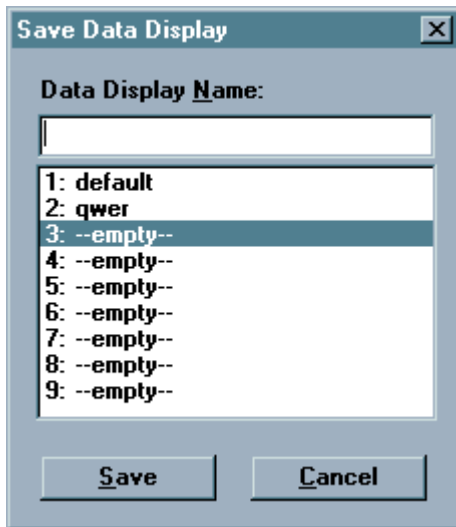 Save Data Display
Data Display Name:
1: default
2: qwer
3: --empty--
4: --empty--
5: --empty--
6: --empty--
7: --empty--
8: --empty--
9: --empty--
Save Cancel